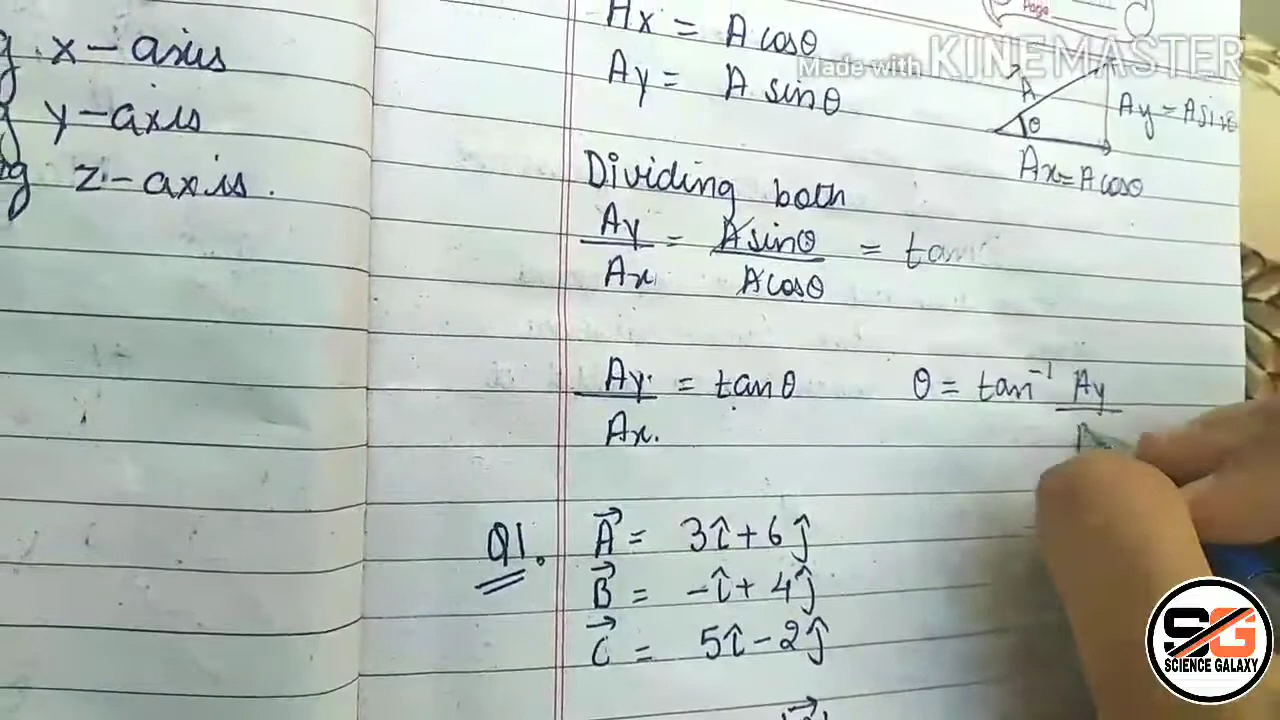 x-axis
y-axis
z-axis.
Page
Ax = A cosθ
Ay = A sinθ
Made with KINEMASTER
A
θ
Ay = A sinθ
Ax = A cosθ
Dividing both
Ay/Ax = A sinθ/A cosθ = tan
Ay/Ax. = tanθ
θ = tan⁻¹ Ay
Q1. A⃗ = 3î + 6ĵ
B⃗ = -î + 4ĵ
C⃗ = 5î - 2ĵ
SG
SCIENCE GALAXY